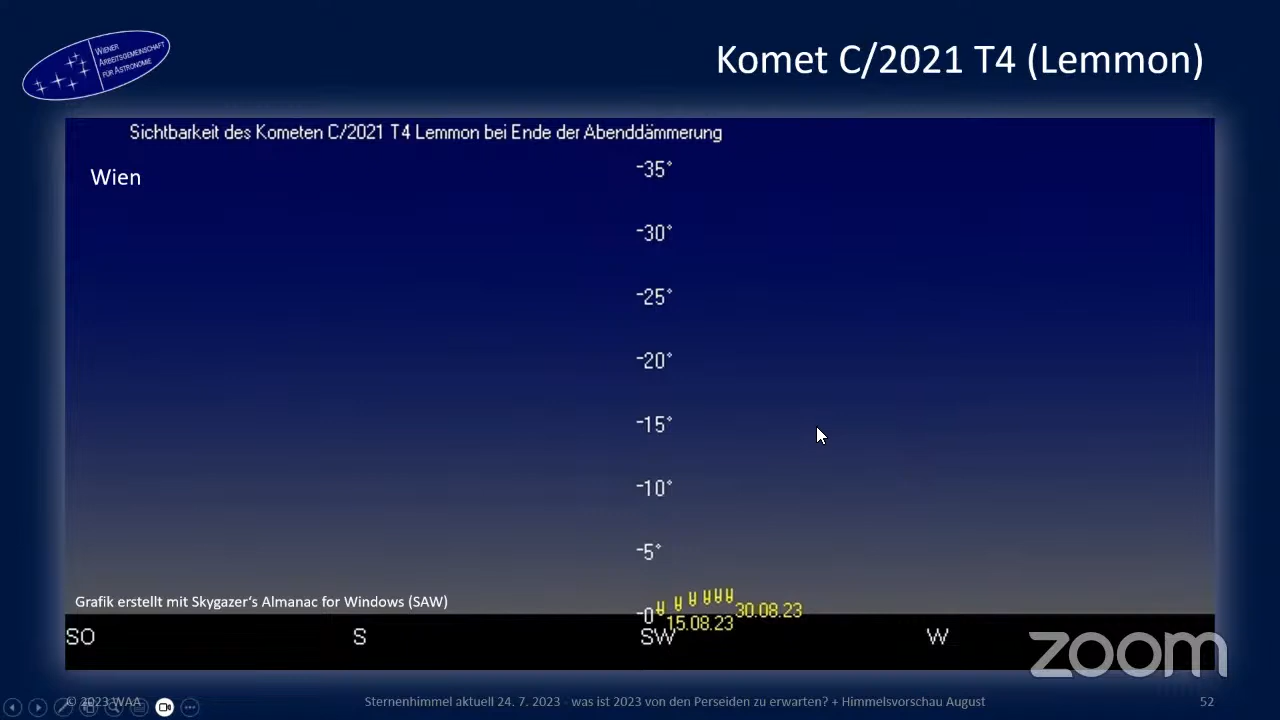 WIENER
ARBEITSGEMEINSCHAFT
FÜR ASTRONOMIE
Komet C/2021 T4 (Lemmon)
Sichtbarkeit des Kometen C/2021 T4 Lemmon bei Ende der Abenddämmerung
Wien
-35°
-30°
-25°
-20°
-15°
-10°
-5°
Grafik erstellt mit Skygazer's Almanac for Windows (SAW)
-0
30.08.23
15.08.23
SO S SW W
zoom
© 2023 WAA
Sternenhimmel aktuell 24. 7. 2023 - was ist 2023 von den Perseiden zu erwarten? + Himmelsvorschau August
52